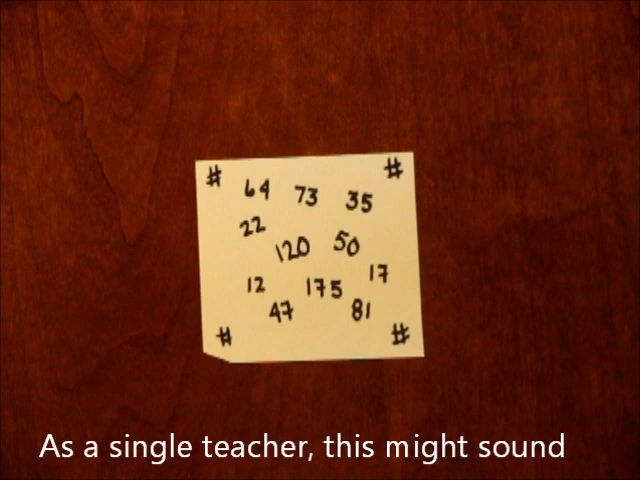 # #
64 73 35
22
120 50
12 175 17
47 81
# #
As a single teacher, this might sound